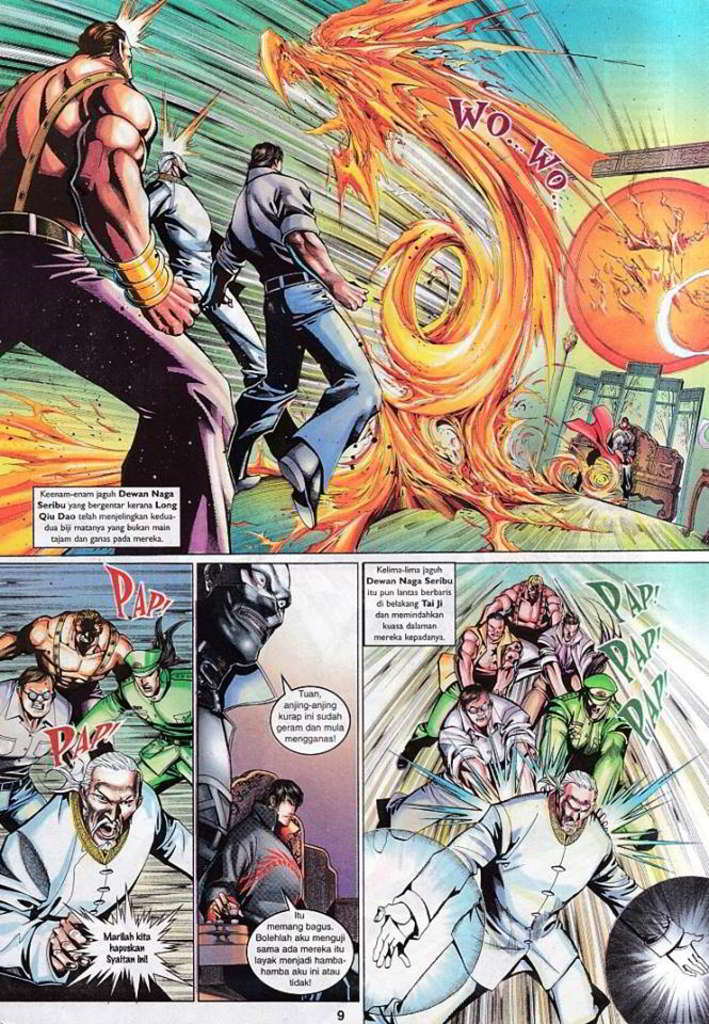 WO... WO...
Keenam-enam jaguh Dewan Naga
Seribu yang bergentar kerana Long
Qiu Dao telah menjelingkan kedua-
dua biji matanya yang bukan main
tajam dan ganas pada mereka.
PAP!
PAP!
Marilah kita
hapuskan
Syaitan ini!
Tuan,
anjing-anjing
kurap ini sudah
geram dan mula
mengganas!
Itu
memang bagus.
Bolehlah aku menguji
sama ada mereka itu
layak menjadi hamba-
hamba aku ini atau
tidak!
Kelima-lima jaguh
Dewan Naga Seribu
itu pun lantas berbaris
di belakang Tai Ji
dan memindahkan
kuasa dalaman
mereka kepadanya.
PAP!
PAP!
PAP!
9